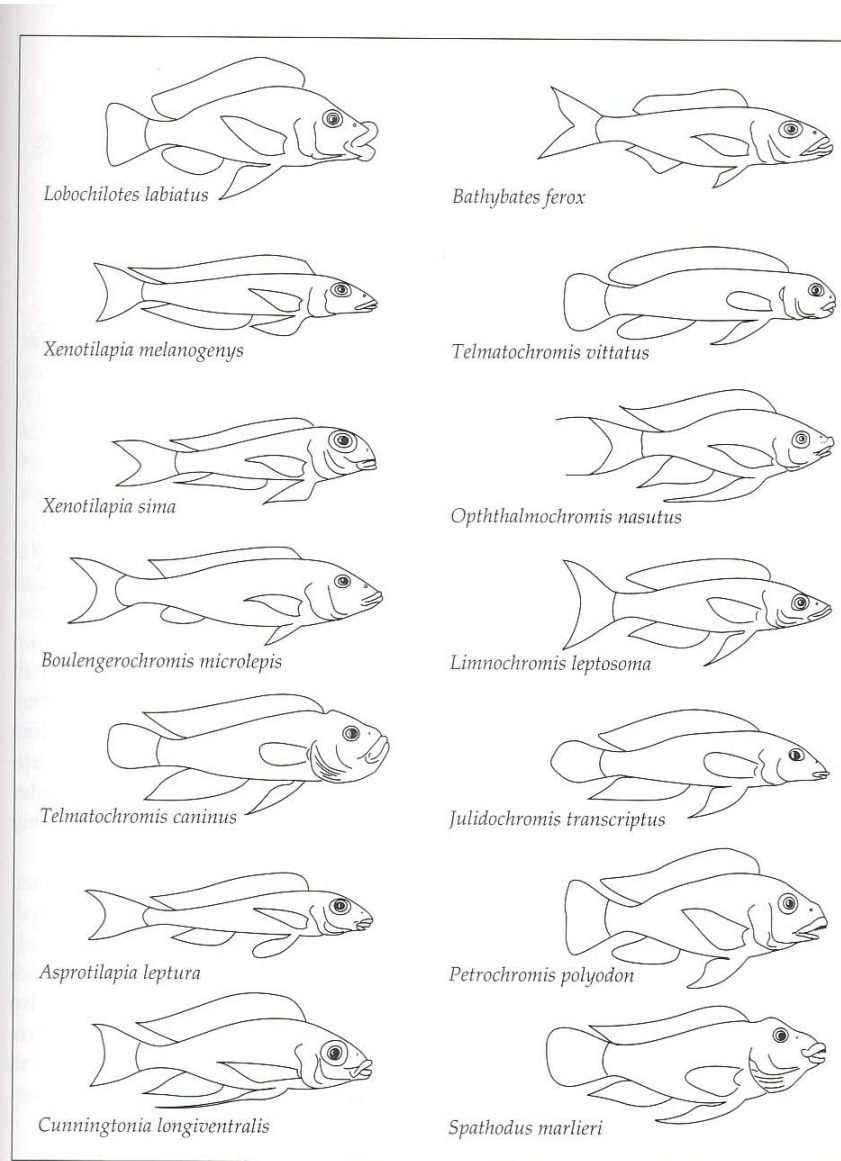 Lobochilotes labiatus
Bathybates ferox
Xenotilapia melanogenys
Telmatochromis vittatus
Xenotilapia sima
Opththalmochromis nasutus
Boulengerochromis microlepis
Limnochromis leptosoma
Telmatochromis caninus
Julidochromis transcriptus
Asprotilapia leptura
Petrochromis polyodon
Cunningtonia longiventralis
Spathodus marlieri